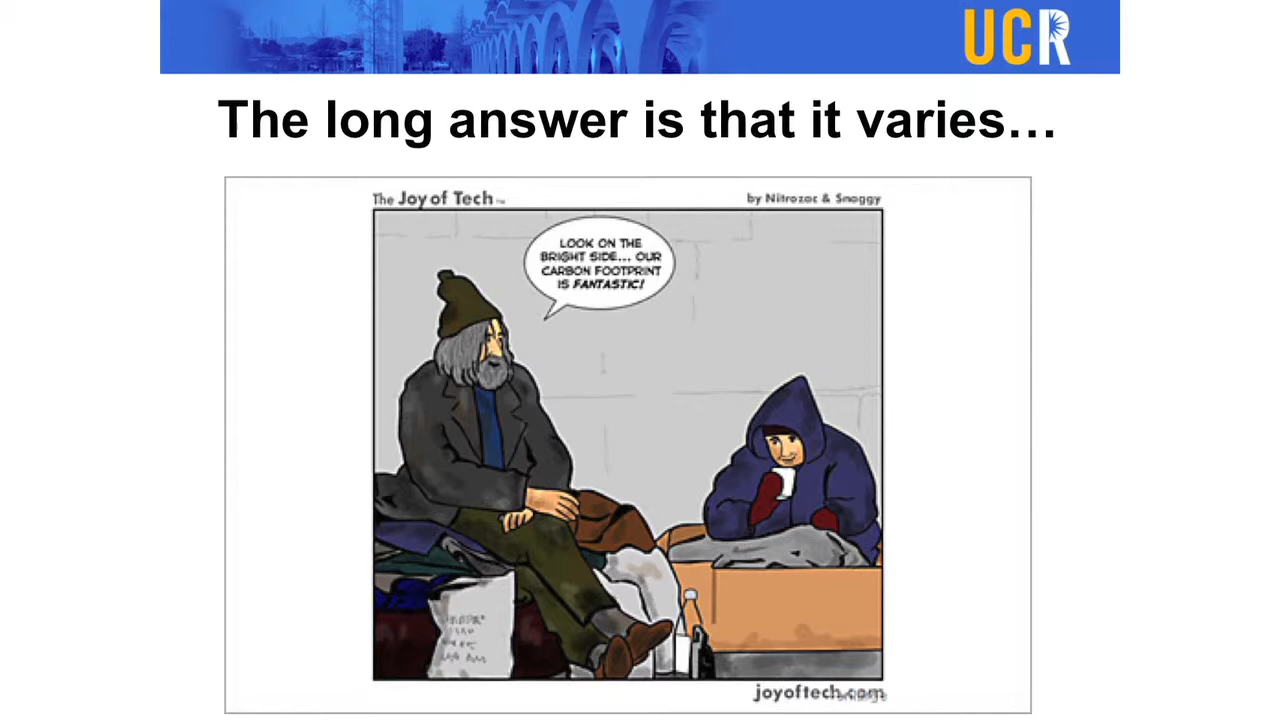 UCR
The long answer is that it varies…
The Joy of Tech™
by Nitrozac & Snaggy
LOOK ON THE
BRIGHT SIDE... OUR
CARBON FOOTPRINT
IS FANTASTIC!
joyoftech.com